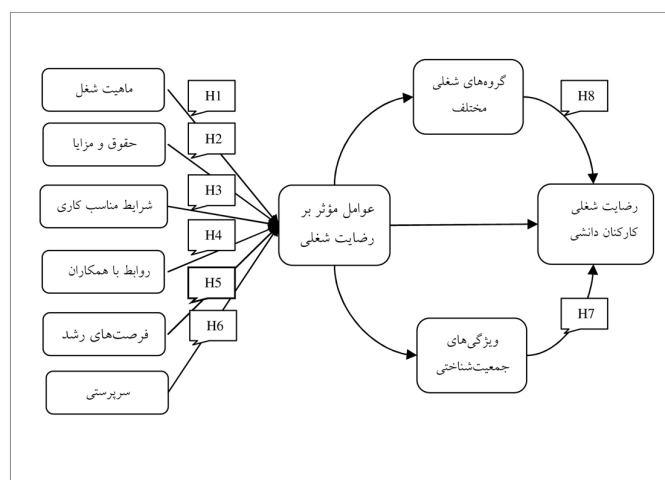 ماهیت شغل
حقوق و مزایا
شرایط مناسب کاری
روابط با همکاران
فرصت‌های رشد
سرپرستی
H1
H2
H3
H4
H5
H6
عوامل مؤثر بر
رضایت شغلی
گروه‌های شغلی
مختلف
ویژگی‌های
جمعیت‌شناختی
H8
H7
رضایت شغلی
کارکنان دانشی